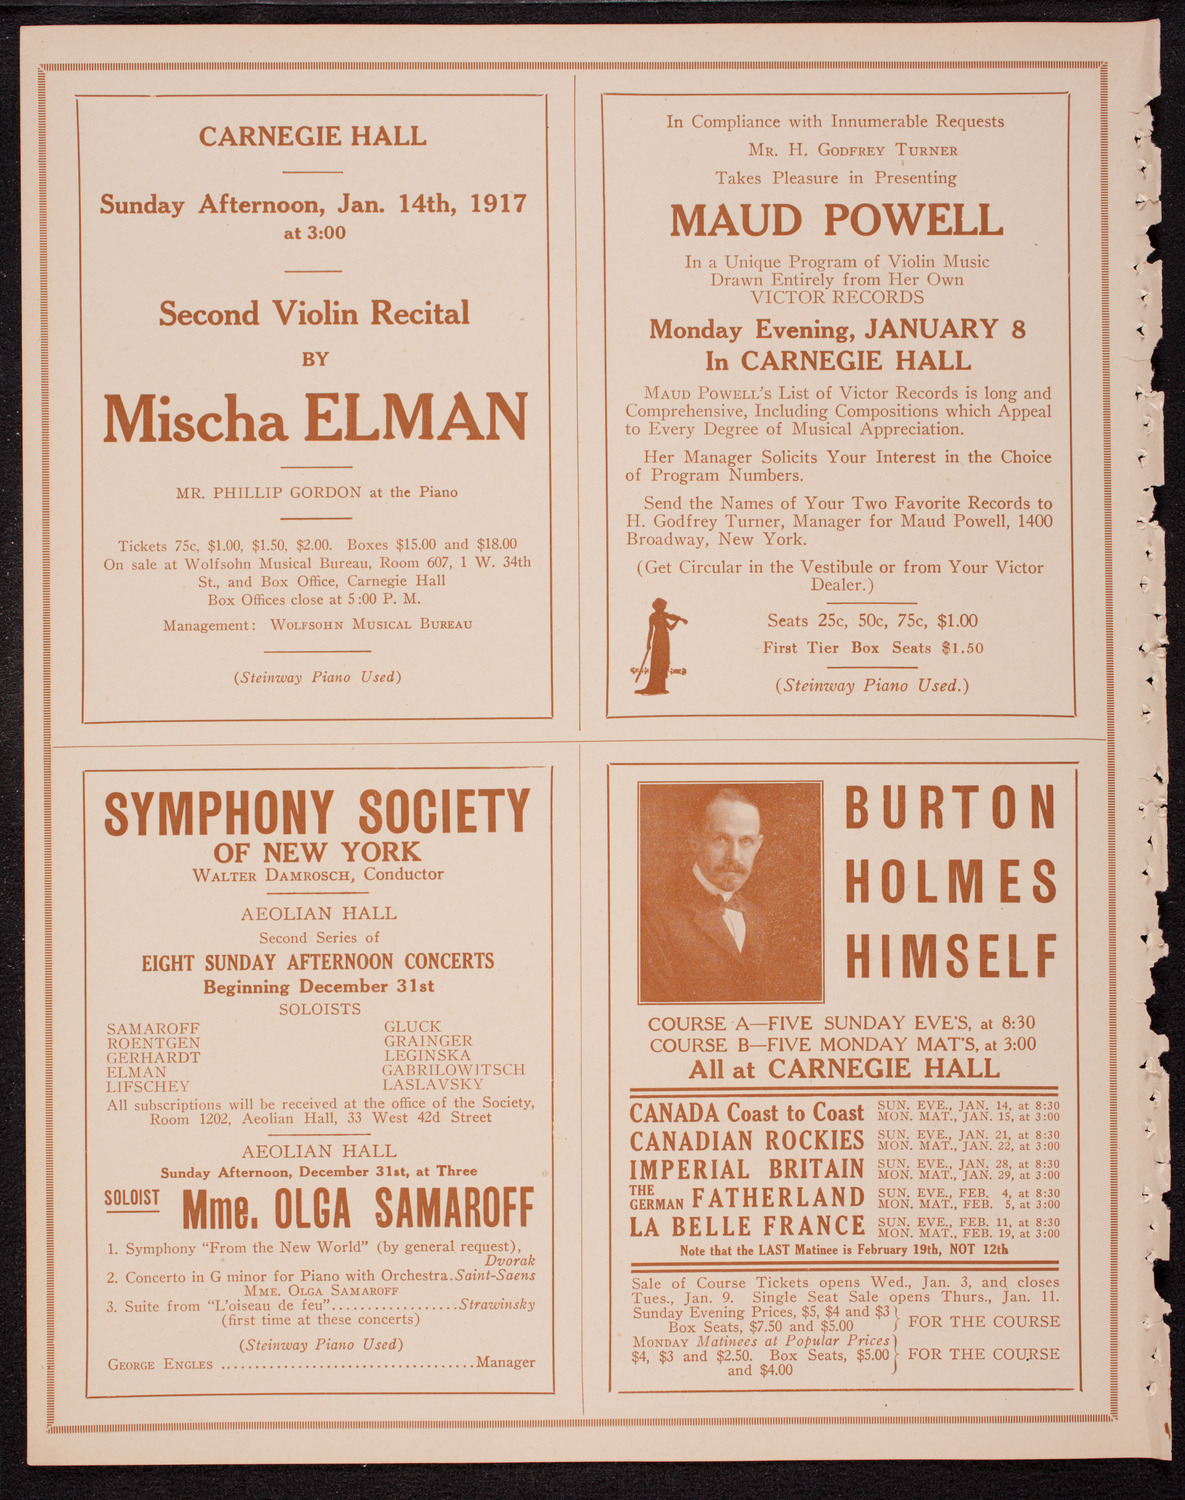 CARNEGIE HALL
Sunday Afternoon, Jan. 14th, 1917
at 3:00
Second Violin Recital
BY
Mischa ELMAN
MR. PHILLIP GORDON at the Piano
Tickets 75c, $1.00, $1.50, $2.00. Boxes $15.00 and $18.00
On sale at Wolfsohn Musical Bureau, Room 607, 1 W. 34th
St., and Box Office, Carnegie Hall
Box Offices close at 5:00 P. M.
Management: WOLFSOHN MUSICAL BUREAU
(Steinway Piano Used)
In Compliance with Innumerable Requests
MR. H. GODFREY TURNER
Takes Pleasure in Presenting
MAUD POWELL
In a Unique Program of Violin Music
Drawn Entirely from Her Own
VICTOR RECORDS
Monday Evening, JANUARY 8
In CARNEGIE HALL
MAUD POWELL'S List of Victor Records is long and
Comprehensive, Including Compositions which Appeal
to Every Degree of Musical Appreciation.
Her Manager Solicits Your Interest in the Choice
of Program Numbers.
Send the Names of Your Two Favorite Records to
H. Godfrey Turner, Manager for Maud Powell, 1400
Broadway, New York.
(Get Circular in the Vestibule or from Your Victor
Dealer.)
Seats 25c, 50c, 75c, $1.00
First Tier Box Seats $1.50
(Steinway Piano Used.)
SYMPHONY SOCIETY
OF NEW YORK
WALTER DAMROSCH, Conductor
AEOLIAN HALL
Second Series of
EIGHT SUNDAY AFTERNOON CONCERTS
Beginning December 31st
SOLOISTS
SAMAROFF GLUCK
ROENTGEN GRAINGER
GERHARDT LEGINSKA
ELMAN GABRILOWITSCH
LIFSCHEY LASLAVSKY
All subscriptions will be received at the office of the Society,
Room 1202, Aeolian Hall, 33 West 42d Street
AEOLIAN HALL
Sunday Afternoon, December 31st, at Three
SOLOIST Mme. OLGA SAMAROFF
1. Symphony "From the New World" (by general request),
Dvorak
2. Concerto in G minor for Piano with Orchestra.Saint-Saens
MME. OLGA SAMAROFF
3. Suite from "L'oiseau de feu"..................Strawinsky
(first time at these concerts)
(Steinway Piano Used)
GEORGE ENGLES ..................................Manager
BURTON
HOLMES
HIMSELF
COURSE A—FIVE SUNDAY EVE'S, at 8:30
COURSE B—FIVE MONDAY MAT'S, at 3:00
All at CARNEGIE HALL
CANADA Coast to Coast SUN. EVE., JAN. 14, at 8:30
MON. MAT., JAN. 15, at 3:00
CANADIAN ROCKIES SUN. EVE., JAN. 21, at 8:30
MON. MAT., JAN. 22, at 3:00
IMPERIAL BRITAIN SUN. EVE., JAN. 28, at 8:30
MON. MAT., JAN. 29, at 3:00
THE GERMAN FATHERLAND SUN. EVE., FEB. 4, at 8:30
MON. MAT., FEB. 5, at 3:00
LA BELLE FRANCE SUN. EVE., FEB. 11, at 8:30
MON. MAT., FEB. 19, at 3:00
Note that the LAST Matinee is February 19th, NOT 12th
Sale of Course Tickets opens Wed., Jan. 3, and closes
Tues., Jan. 9. Single Seat Sale opens Thurs., Jan. 11.
Sunday Evening Prices, $5, $4 and $3
Box Seats, $7.50 and $5.00 } FOR THE COURSE
MONDAY Matinees at Popular Prices
$4, $3 and $2.50. Box Seats, $5.00 } FOR THE COURSE
and $4.00